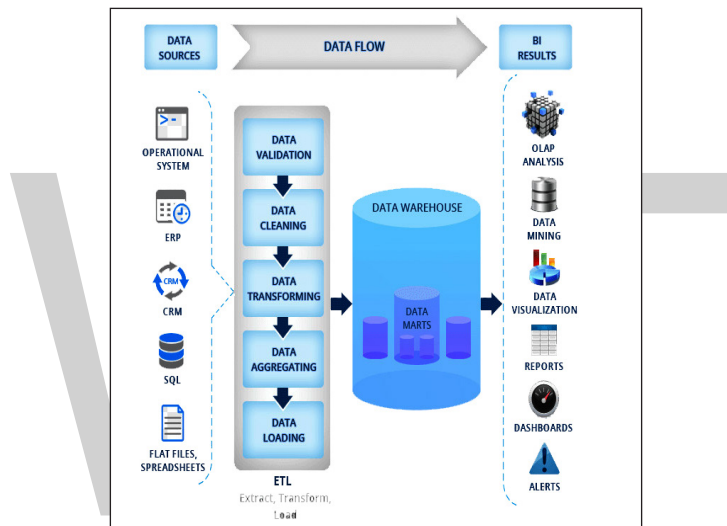 DATA
SOURCES
DATA FLOW
BI
RESULTS
>-
OPERATIONAL
SYSTEM
ERP
CRM
CRM
SQL
FLAT FILES,
SPREADSHEETS
DATA
VALIDATION
DATA
CLEANING
DATA
TRANSFORMING
DATA
AGGREGATING
DATA
LOADING
ETL
Extract, Transform,
Load
DATA WAREHOUSE
DATA
MARTS
OLAP
ANALYSIS
DATA
MINING
DATA
VISUALIZATION
REPORTS
DASHBOARDS
ALERTS